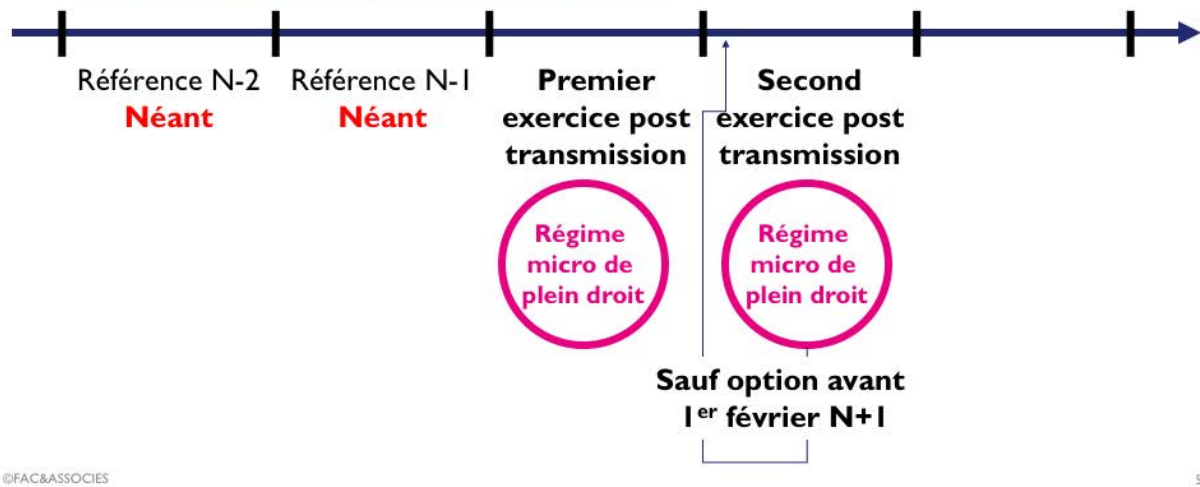 Référence N-2
Néant
Référence N-1
Néant
Premier
exercice post
transmission
Second
exercice post
transmission
Régime
micro de
plein droit
Régime
micro de
plein droit
Sauf option avant
1er février N+1
©FAC&ASSOCIES
5